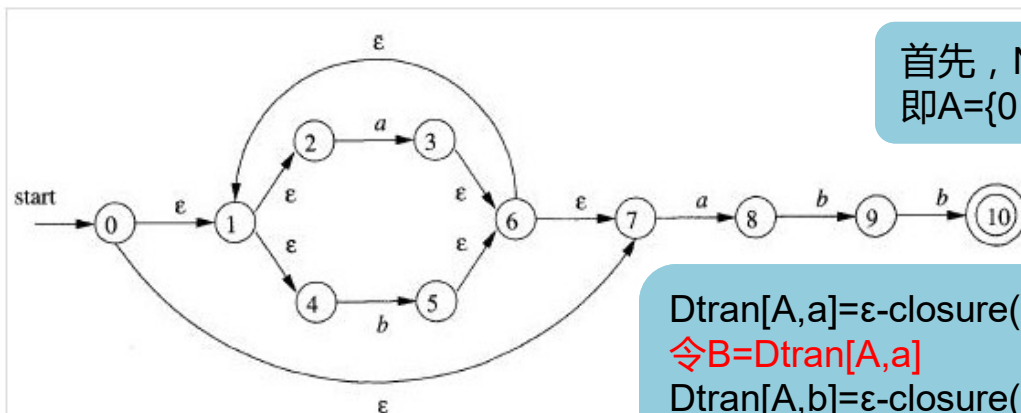 ε
首先，
即A={0
2
a
3
start
ε
ε
ε
0
1
6
ε
7
a
8
b
9
b
10
ε
ε
4
b
5
ε
Dtran[A,a]=ε-closure(
令B=Dtran[A,a]
Dtran[A,b]=ε-closure(